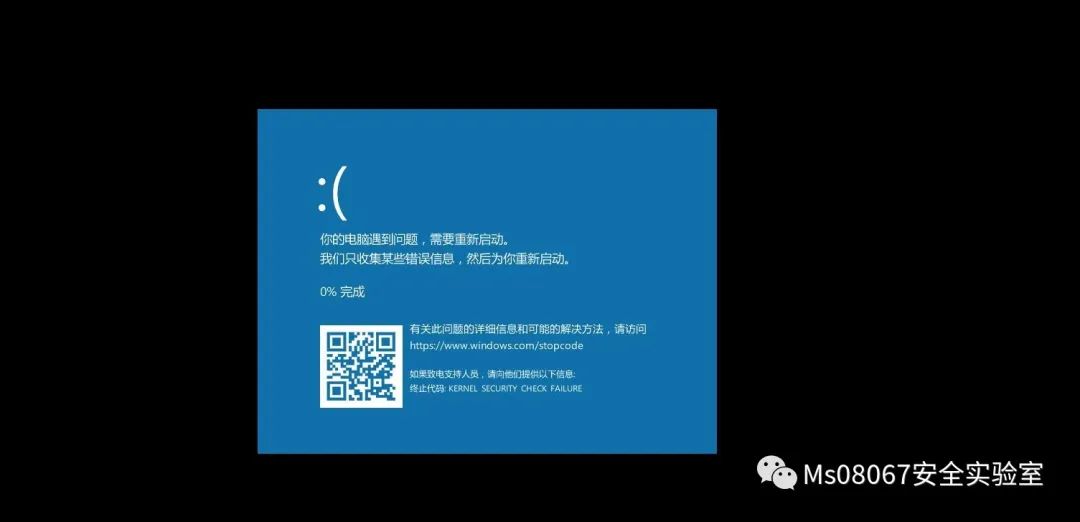 :(
你的电脑遇到问题，需要重新启动。
我们只收集某些错误信息，然后为你重新启动。
0% 完成
有关此问题的详细信息和可能的解决方法，请访问
https://www.windows.com/stopcode
如果致电支持人员，请向他们提供以下信息:
终止代码: KERNEL SECURITY CHECK FAILURE
Ms08067安全实验室